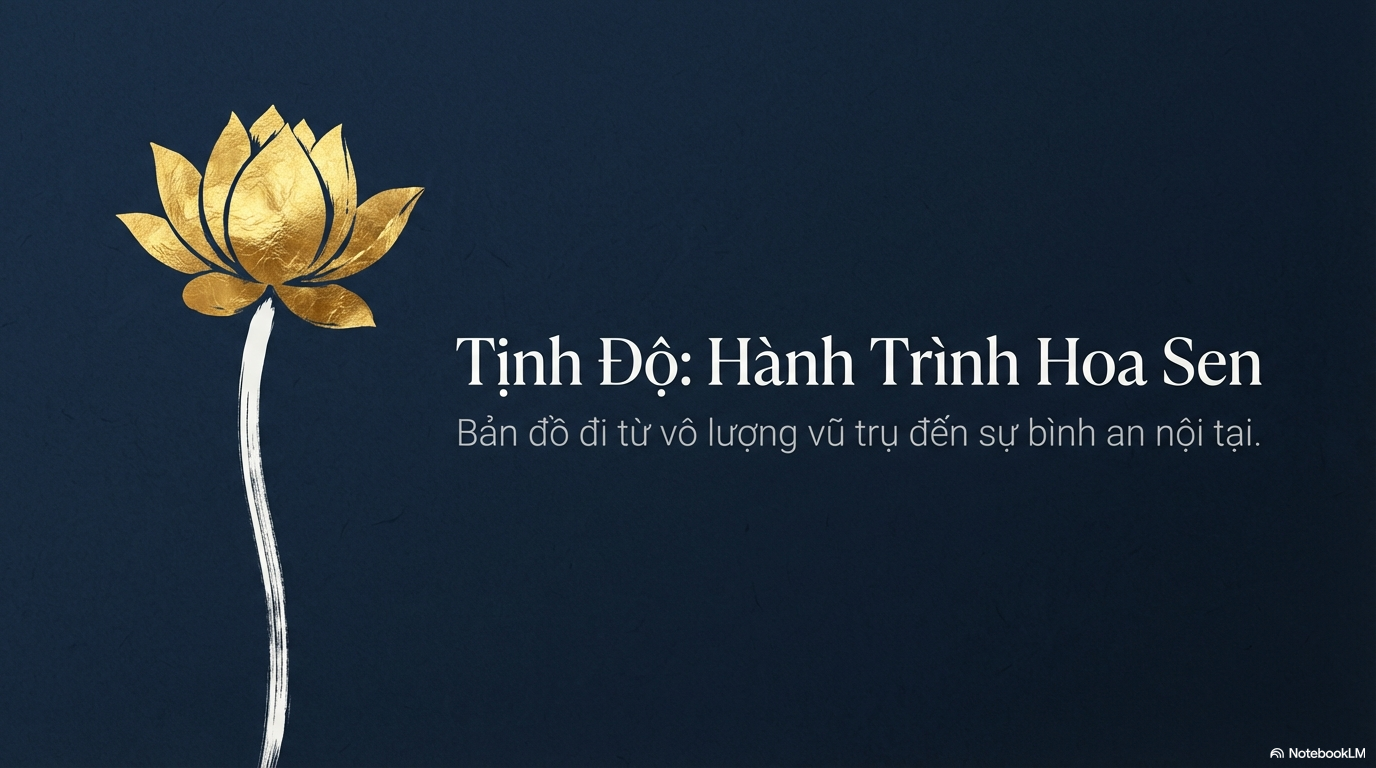 Tịnh Độ: Hành Trình Hoa Sen
Bản đồ đi từ vô lượng vũ trụ đến sự bình an nội tại.
NotebookLM